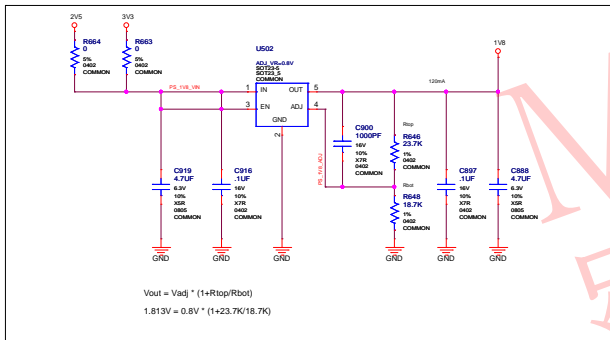 2V5
3V3
1V8
R664
0
5%
0402
COMMON
R663
0
5%
0402
COMMON
U502
ADJ_VR=0.8V
SOT23-5
SOT23_5
COMMON
PS_1V8_VIN
1
IN
OUT
5
3
EN
ADJ
4
GND
2
120mA
C919
4.7UF
6.3V
10%
X5R
0805
COMMON
C916
.1UF
16V
10%
X7R
0402
COMMON
C900
1000PF
16V
10%
X7R
0402
COMMON
PS_1V8_ADJ
Rtop
R646
23.7K
1%
0402
COMMON
Rbot
R648
18.7K
1%
0402
COMMON
C897
.1UF
16V
10%
X7R
0402
COMMON
C888
4.7UF
6.3V
10%
X5R
0805
COMMON
GND
GND
GND
GND
GND
GND
Vout = Vadj * (1+Rtop/Rbot)
1.813V = 0.8V * (1+23.7K/18.7K)